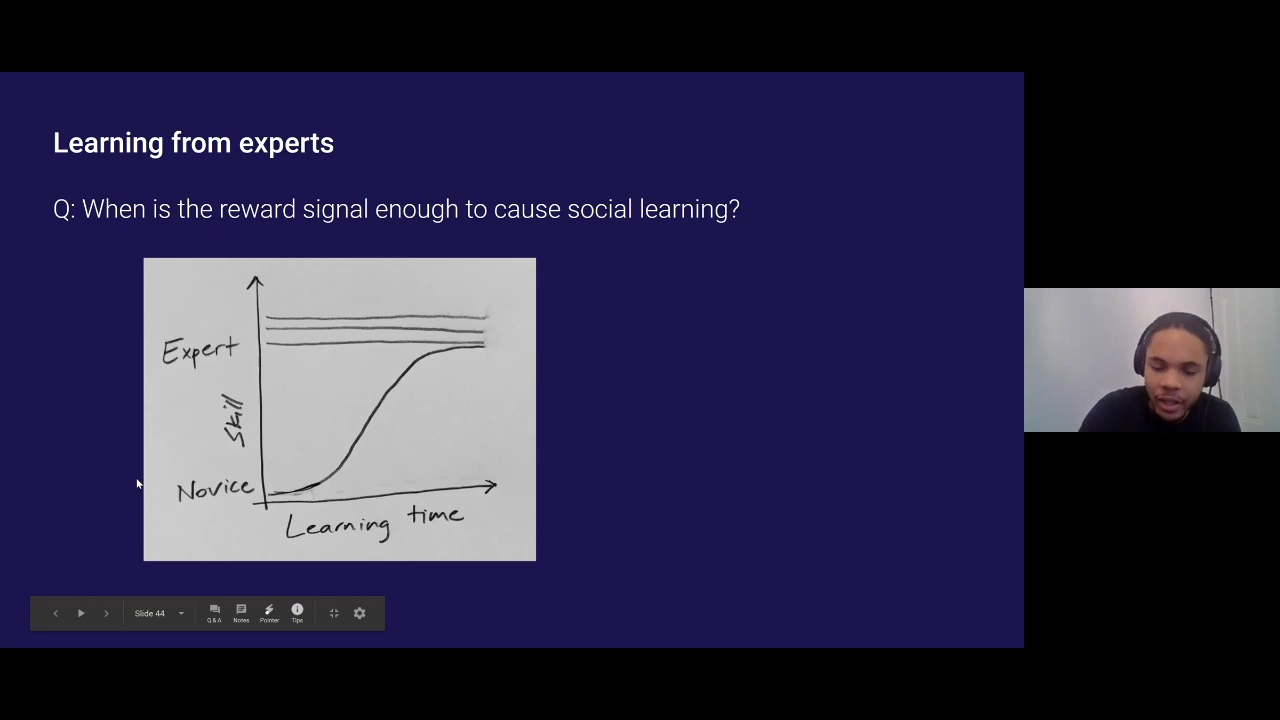 Learning from experts
Q: When is the reward signal enough to cause social learning?
Expert
Skill
Novice
Learning time
Slide 44
Q & A
Notes
Pointer
Tips